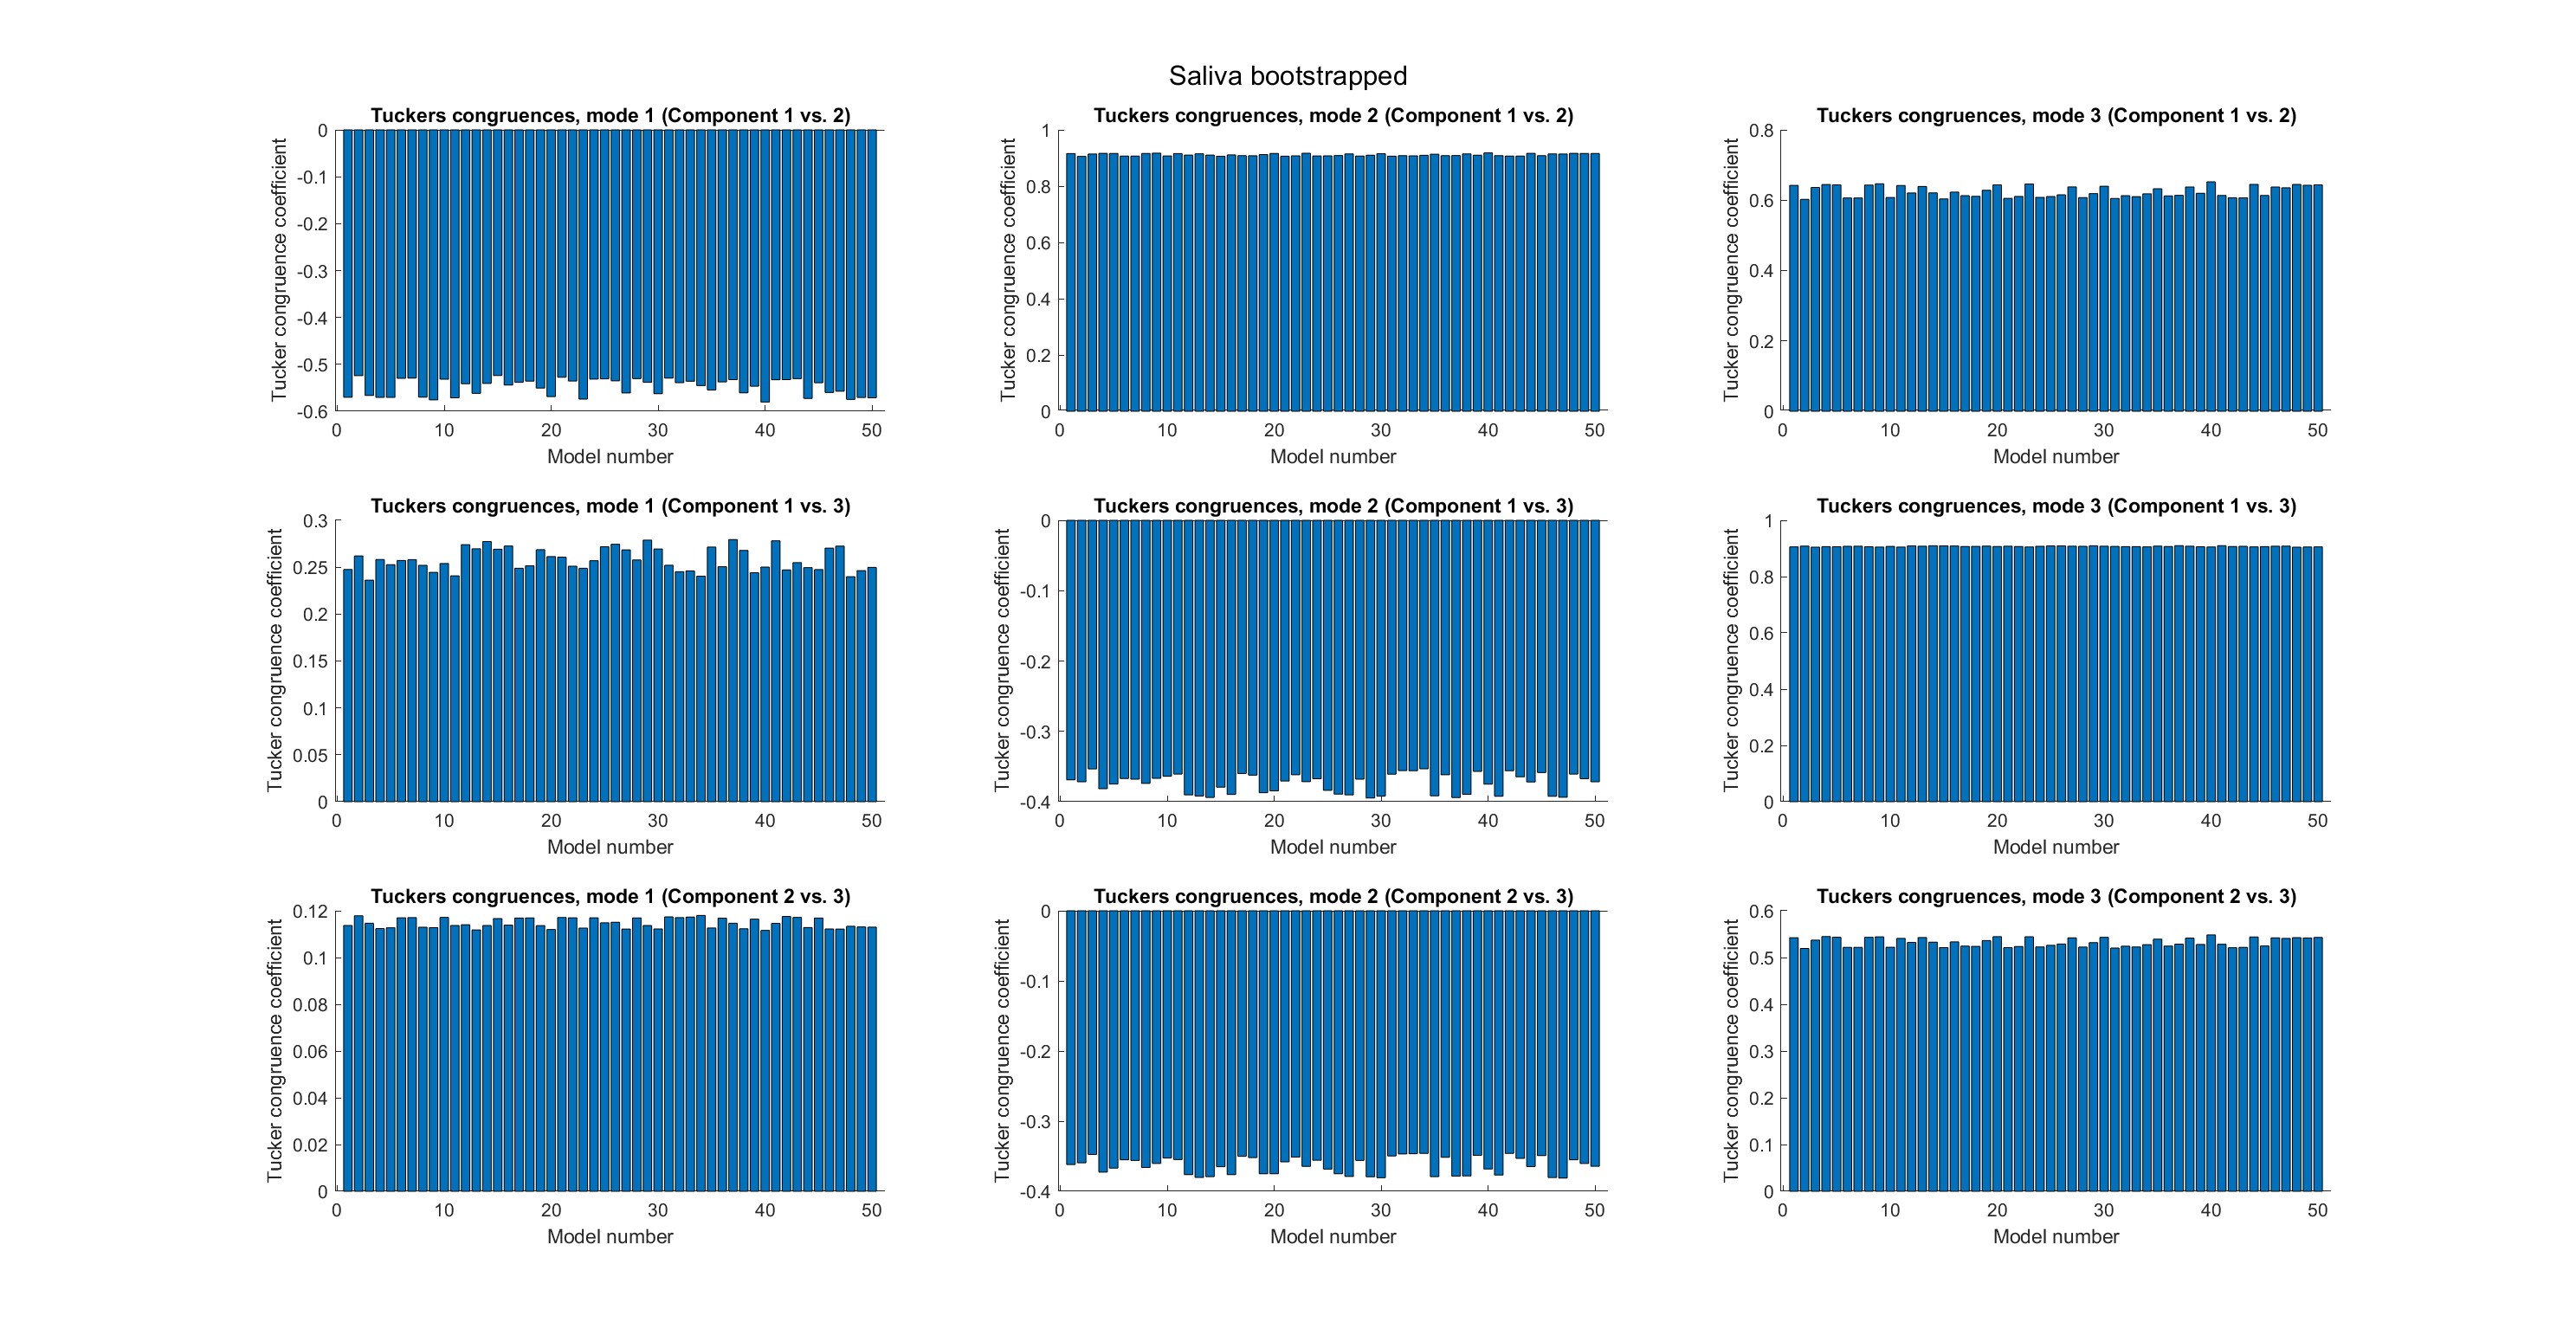 Saliva bootstrapped
Tuckers congruences, mode 1 (Component 1 vs. 2)
Tucker congruence coefficient
0
-0.1
-0.2
-0.3
-0.4
-0.5
-0.6
0 10 20 30 40 50
Model number
Tuckers congruences, mode 2 (Component 1 vs. 2)
Tucker congruence coefficient
1
0.8
0.6
0.4
0.2
0
0 10 20 30 40 50
Model number
Tuckers congruences, mode 3 (Component 1 vs. 2)
Tucker congruence coefficient
0.8
0.6
0.4
0.2
0
0 10 20 30 40 50
Model number
Tuckers congruences, mode 1 (Component 1 vs. 3)
Tucker congruence coefficient
0.3
0.25
0.2
0.15
0.1
0.05
0
0 10 20 30 40 50
Model number
Tuckers congruences, mode 2 (Component 1 vs. 3)
Tucker congruence coefficient
0
-0.1
-0.2
-0.3
-0.4
0 10 20 30 40 50
Model number
Tuckers congruences, mode 3 (Component 1 vs. 3)
Tucker congruence coefficient
1
0.8
0.6
0.4
0.2
0
0 10 20 30 40 50
Model number
Tuckers congruences, mode 1 (Component 2 vs. 3)
Tucker congruence coefficient
0.12
0.1
0.08
0.06
0.04
0.02
0
0 10 20 30 40 50
Model number
Tuckers congruences, mode 2 (Component 2 vs. 3)
Tucker congruence coefficient
0
-0.1
-0.2
-0.3
-0.4
0 10 20 30 40 50
Model number
Tuckers congruences, mode 3 (Component 2 vs. 3)
Tucker congruence coefficient
0.6
0.5
0.4
0.3
0.2
0.1
0
0 10 20 30 40 50
Model number